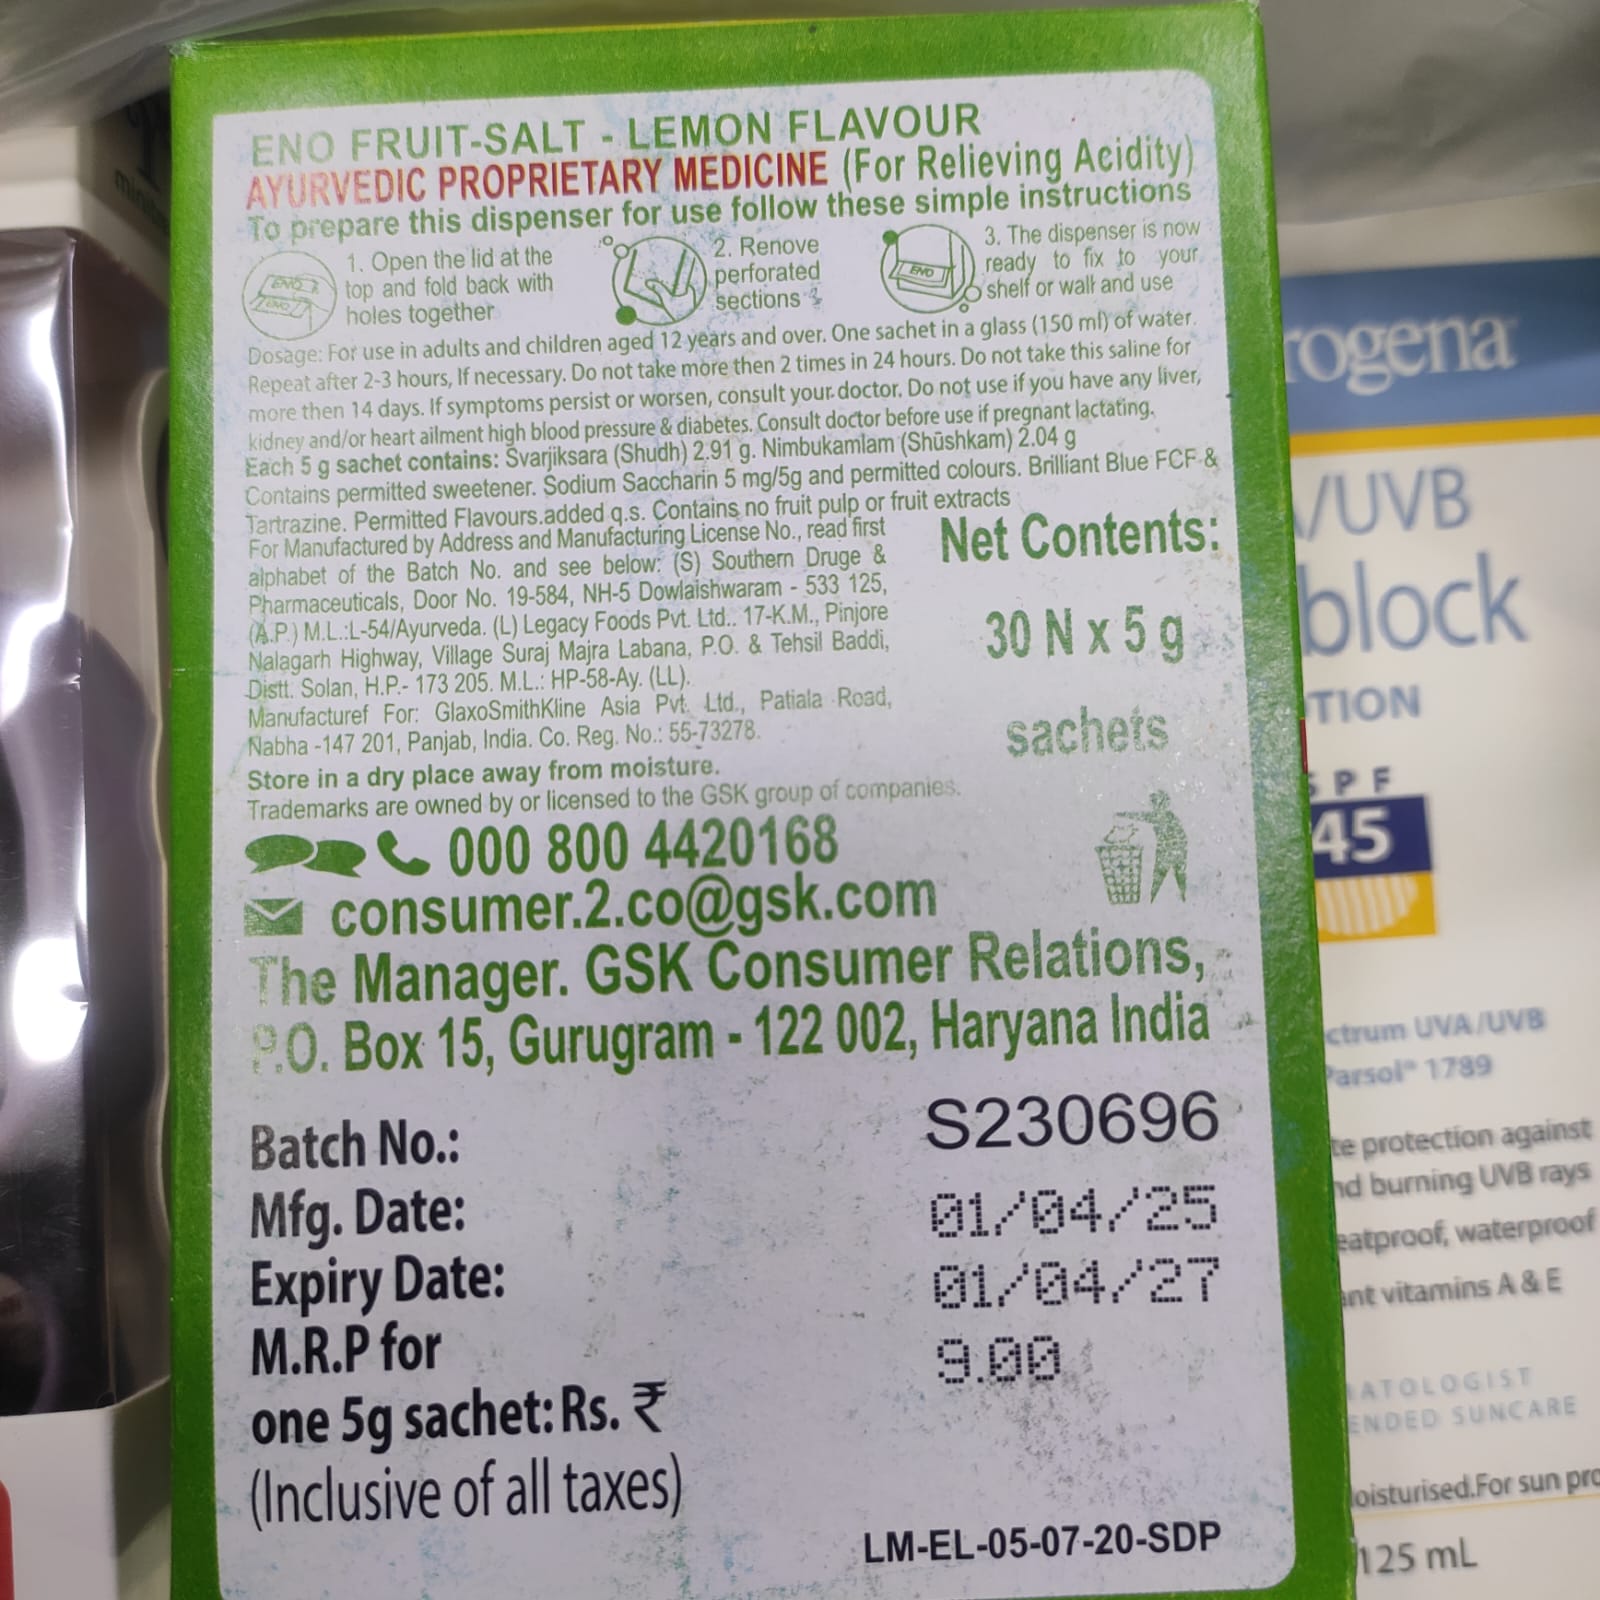 ENO FRUIT-SALT - LEMON FLAVOUR
AYURVEDIC PROPRIETARY MEDICINE (For Relieving Acidity)
To prepare this dispenser for use follow these simple instructions
1. Open the lid at the
top and fold back with
holes together
2. Remove
perforated
sections
3. The dispenser is now
ready to fix to your
shelf or wall and use
ENO
ENO
ENO
Dosage: For use in adults and children aged 12 years and over. One sachet in a glass (150 ml) of water.
Repeat after 2-3 hours, If necessary. Do not take more then 2 times in 24 hours. Do not take this saline for
more then 14 days. If symptoms persist or worsen, consult your doctor. Do not use if you have any liver,
kidney and/or heart ailment high blood pressure & diabetes. Consult doctor before use if pregnant lactating.
Each 5 g sachet contains: Svarjiksara (Shudh) 2.91 g. Nimbukamlam (Shūshkam) 2.04 g
Contains permitted sweetener. Sodium Saccharin 5 mg/5g and permitted colours. Brilliant Blue FCF &
Tartrazine. Permitted Flavours.added q.s. Contains no fruit pulp or fruit extracts
For Manufactured by Address and Manufacturing License No., read first
alphabet of the Batch No. and see below: (S) Southern Druge &
Pharmaceuticals, Door No. 19-584, NH-5 Dowlaishwaram - 533 125,
(A.P.) M.L.:L-54/Ayurveda. (L) Legacy Foods Pvt. Ltd.. 17-K.M., Pinjore
Nalagarh Highway, Village Suraj Majra Labana, P.O. & Tehsil Baddi,
Distt. Solan, H.P.- 173 205. M.L.: HP-58-Ay. (LL).
Manufacturef For: GlaxoSmithKline Asia Pvt. Ltd., Patiala Road,
Nabha -147 201, Panjab, India. Co. Reg. No.: 55-73278.
Net Contents:
30 N x 5 g
sachets
Store in a dry place away from moisture.
Trademarks are owned by or licensed to the GSK group of companies.
000 800 4420168
consumer.2.co@gsk.com
The Manager. GSK Consumer Relations,
P.O. Box 15, Gurugram - 122 002, Haryana India
Batch No.: S230696
Mfg. Date: 01/04/25
Expiry Date: 01/04/27
M.R.P for 9.00
one 5g sachet: Rs. ₹
(Inclusive of all taxes)
LM-EL-05-07-20-SDP
rogena
/UVB
block
TION
SPF
45
ctrum UVA/UVB
Parsol 1789
te protection against
nd burning UVB rays
eatproof, waterproof
ant vitamins A & E
ATOLOGIST
ENDED SUNCARE
oisturised.For sun pro
125 mL